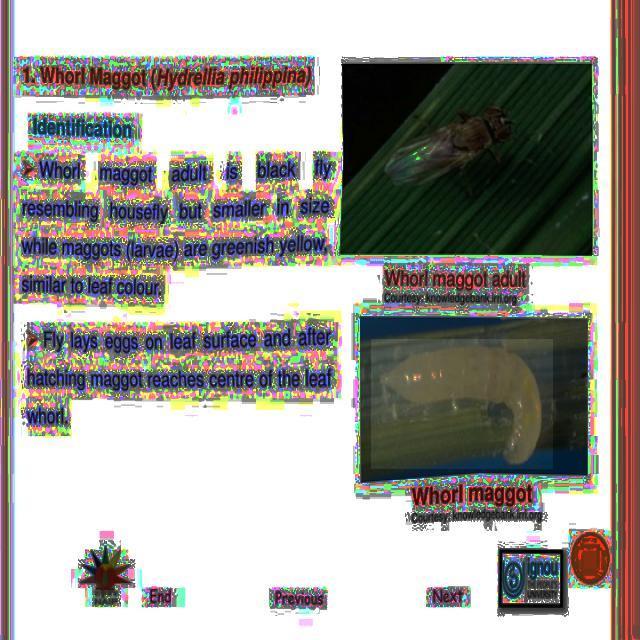 1. Whorl Maggot (Hydrellia philippina)
Identification
Whorl maggot adult is black fly
resembling housefly but smaller in size
while maggots (larvae) are greenish yellow,
similar to leaf colour.
Fly lays eggs on leaf surface and after
hatching maggot reaches centre of the leaf
whorl.
Whorl maggot adult
Courtesy: knowledgebank.irri.org
Whorl maggot
Courtesy: knowledgebank.irri.org
End
Previous
Next
ignou